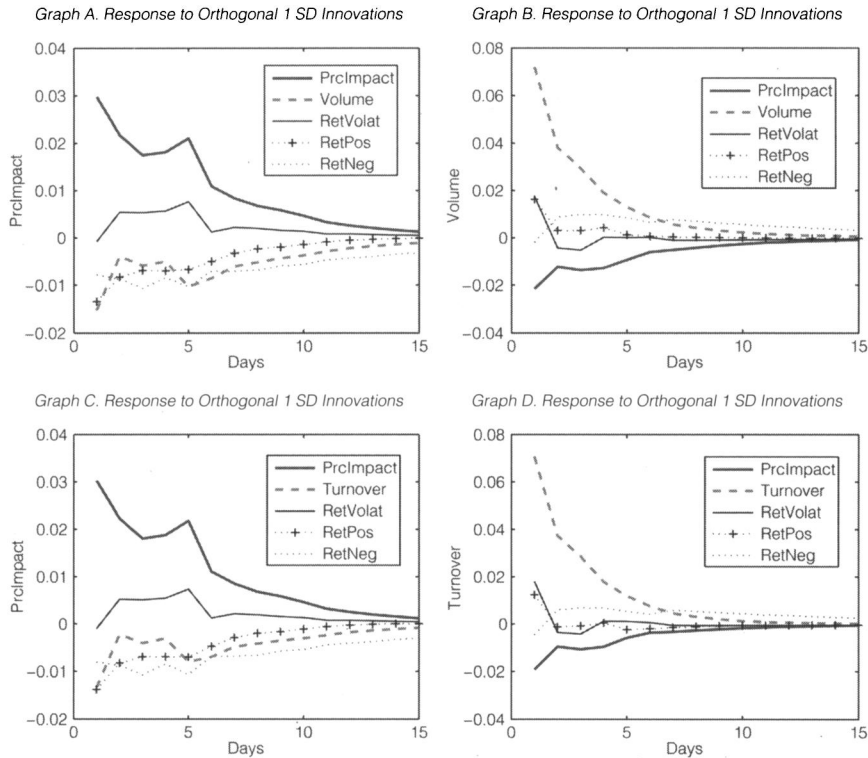 Graph A. Response to Orthogonal 1 SD Innovations
0.04
0.03
0.02
0.01
0
−0.01
−0.02
PrcImpact
0
5
10
15
Days
PrcImpact
Volume
RetVolat
RetPos
RetNeg
Graph B. Response to Orthogonal 1 SD Innovations
0.08
0.06
0.04
0.02
0
−0.02
−0.04
Volume
0
5
10
15
Days
PrcImpact
Volume
RetVolat
RetPos
RetNeg
Graph C. Response to Orthogonal 1 SD Innovations
0.04
0.03
0.02
0.01
0
−0.01
−0.02
PrcImpact
0
5
10
15
Days
PrcImpact
Turnover
RetVolat
RetPos
RetNeg
Graph D. Response to Orthogonal 1 SD Innovations
0.08
0.06
0.04
0.02
0
−0.02
−0.04
Turnover
0
5
10
15
Days
PrcImpact
Turnover
RetVolat
RetPos
RetNeg